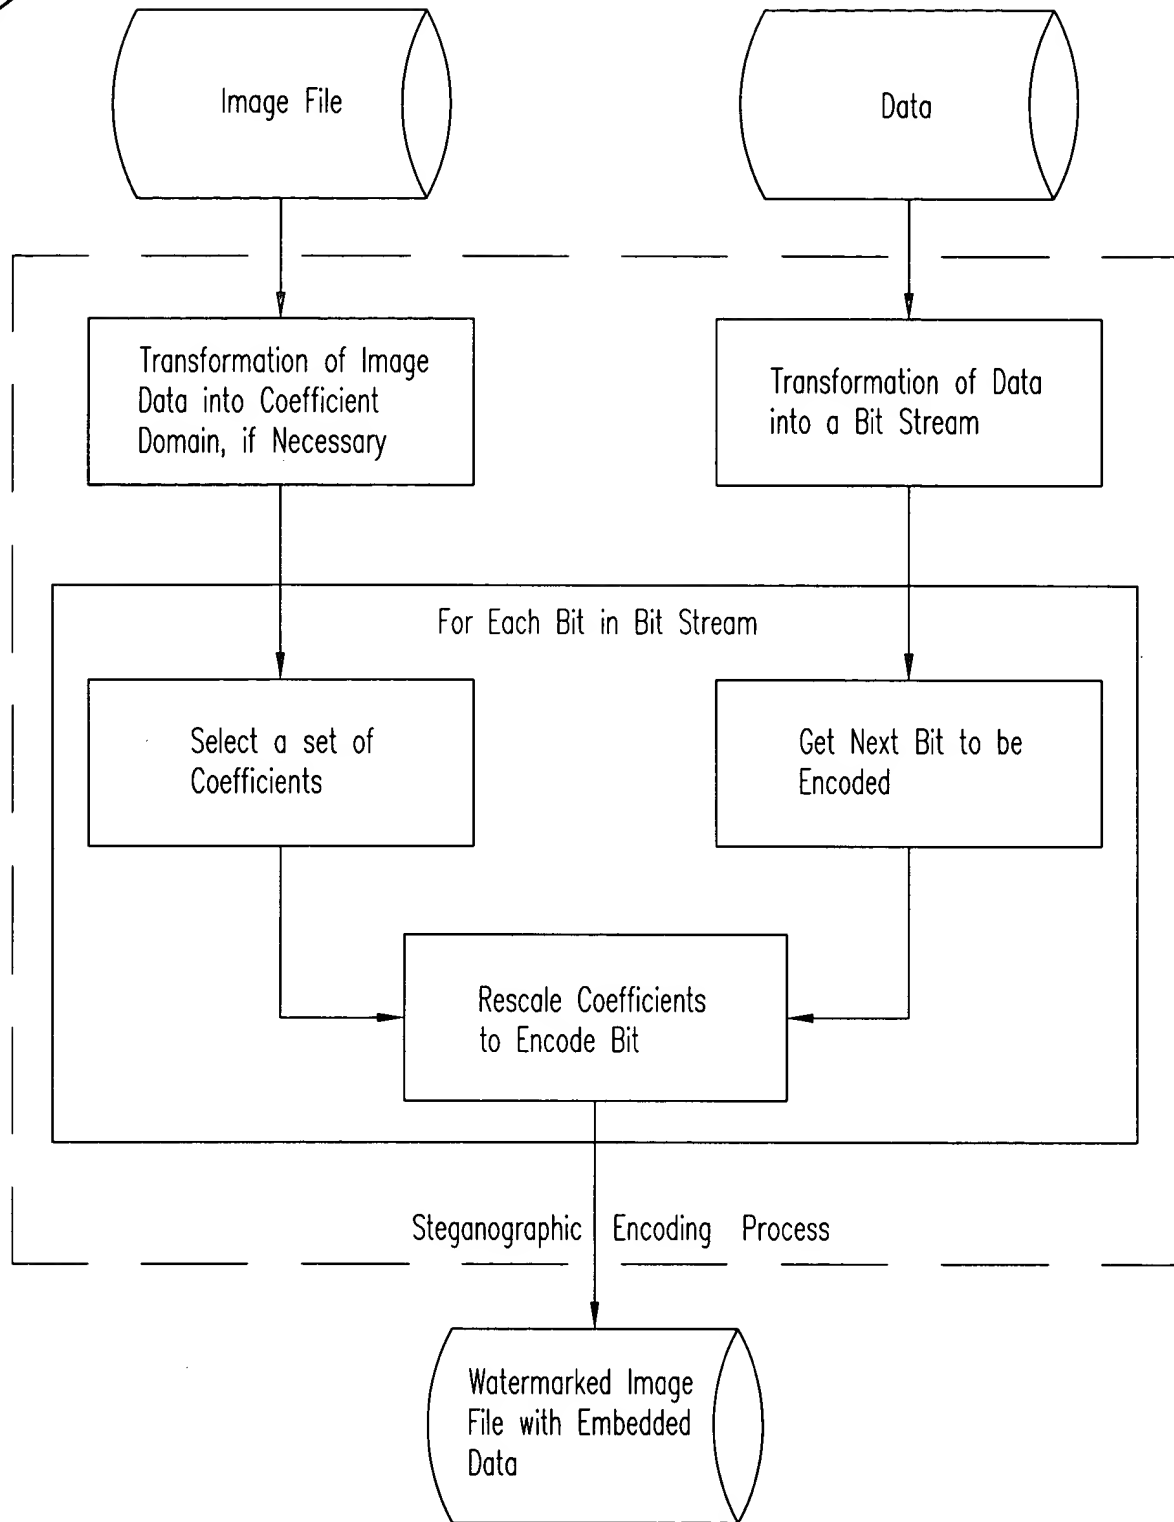 Image File
Data
Transformation of Image
Data into Coefficient
Domain, if Necessary
Transformation of Data
into a Bit Stream
For Each Bit in Bit Stream
Select a set of
Coefficients
Get Next Bit to be
Encoded
Rescale Coefficients
to Encode Bit
Steganographic Encoding Process
Watermarked Image
File with Embedded
Data